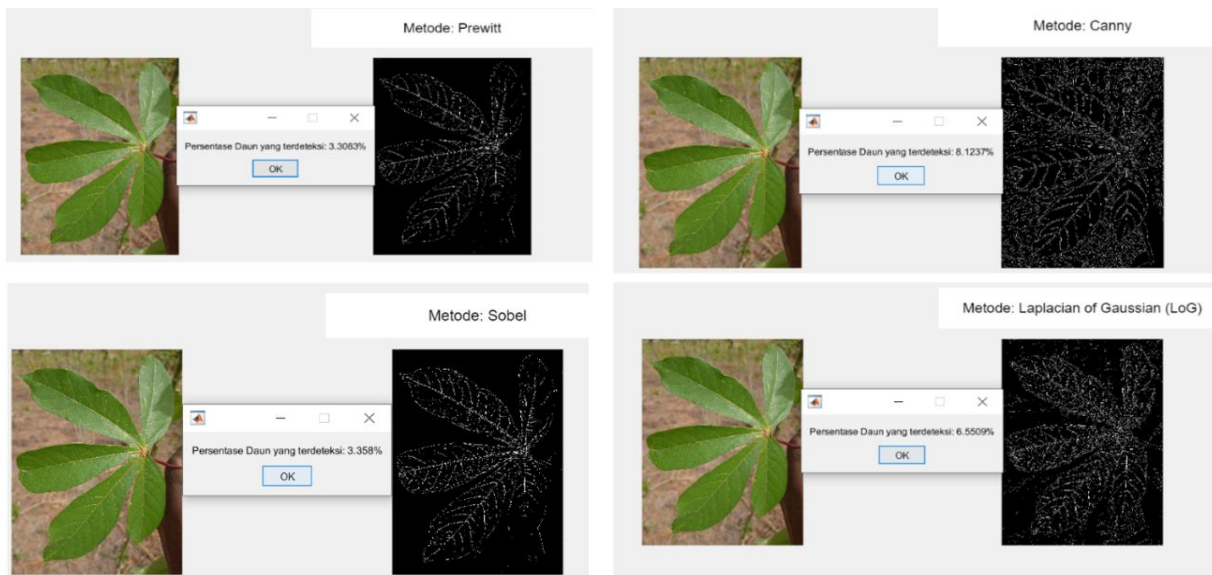 Metode: Prewitt
Persentase Daun yang terdeteksi: 3.3083%
OK
Metode: Canny
Persentase Daun yang terdeteksi: 8.1237%
OK
Metode: Sobel
Persentase Daun yang terdeteksi: 3.358%
OK
Metode: Laplacian of Gaussian (LoG)
Persentase Daun yang terdeteksi: 6.5509%
OK